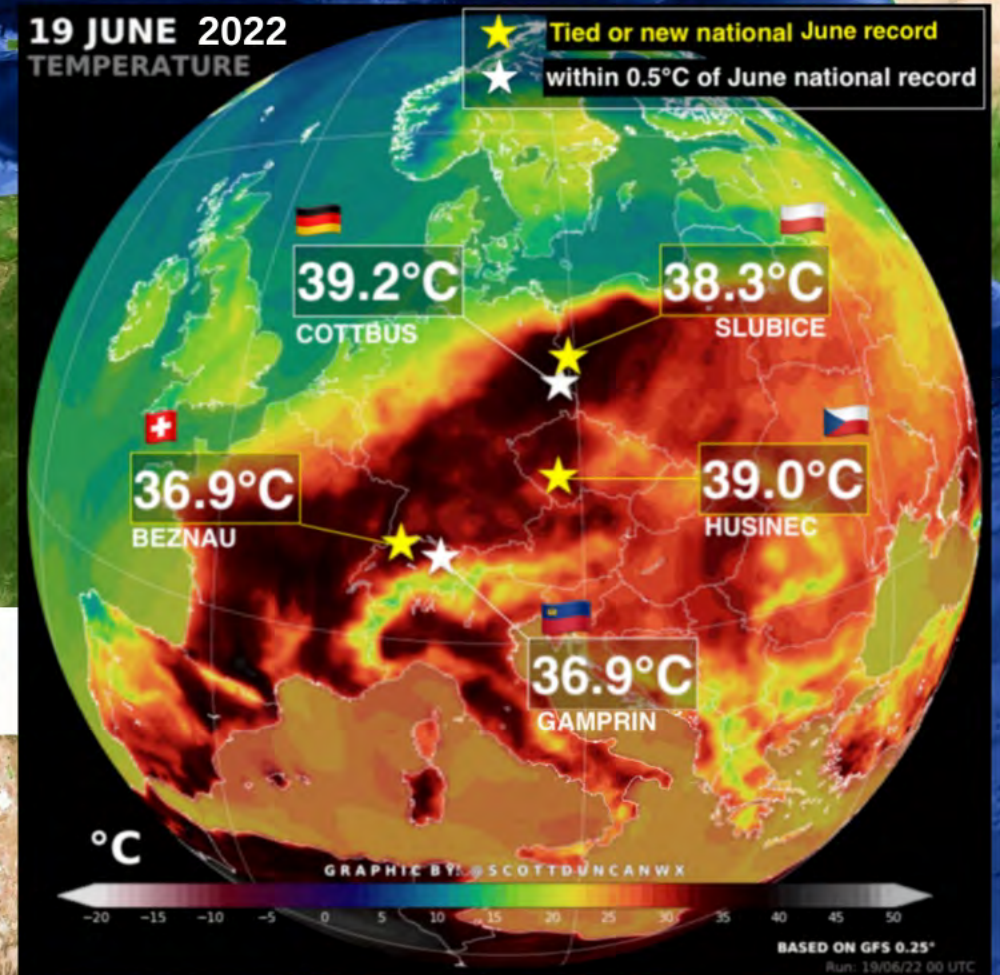 19 JUNE 2022
TEMPERATURE
Tied or new national June record
within 0.5°C of June national record
39.2°C
COTTBUS
38.3°C
SLUBICE
36.9°C
BEZNAU
39.0°C
HUSINEC
36.9°C
GAMPRIN
°C
GRAPHIC BY: @SCOTTDUNCANWX
-20 -15 -10 -5 0 5 10 15 20 25 30 35 40 45 50
BASED ON GFS 0.25°
Run: 19/06/22 00 UTC